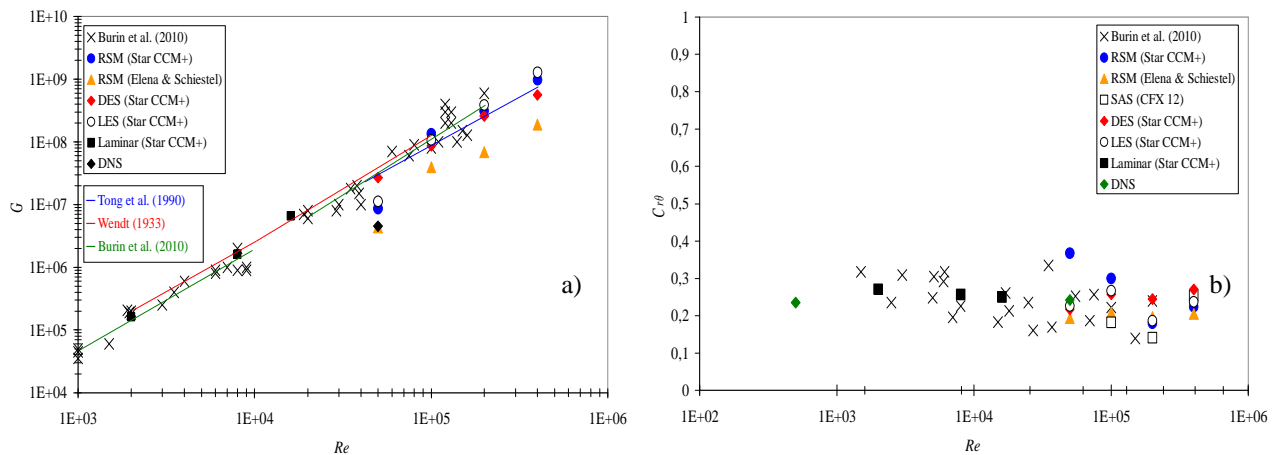 1E+10
1E+09
1E+08
1E+07
1E+06
1E+05
1E+04
G
Burin et al. (2010)
RSM (Star CCM+)
RSM (Elena & Schiestel)
DES (Star CCM+)
LES (Star CCM+)
Laminar (Star CCM+)
DNS
Tong et al. (1990)
Wendt (1933)
Burin et al. (2010)
a)
1E+03 1E+04 1E+05 1E+06
Re
1
0,9
0,8
0,7
0,6
0,5
0,4
0,3
0,2
0,1
0
Crθ
Burin et al. (2010)
RSM (Star CCM+)
RSM (Elena & Schiestel)
SAS (CFX 12)
DES (Star CCM+)
LES (Star CCM+)
Laminar (Star CCM+)
DNS
b)
1E+02 1E+03 1E+04 1E+05 1E+06
Re